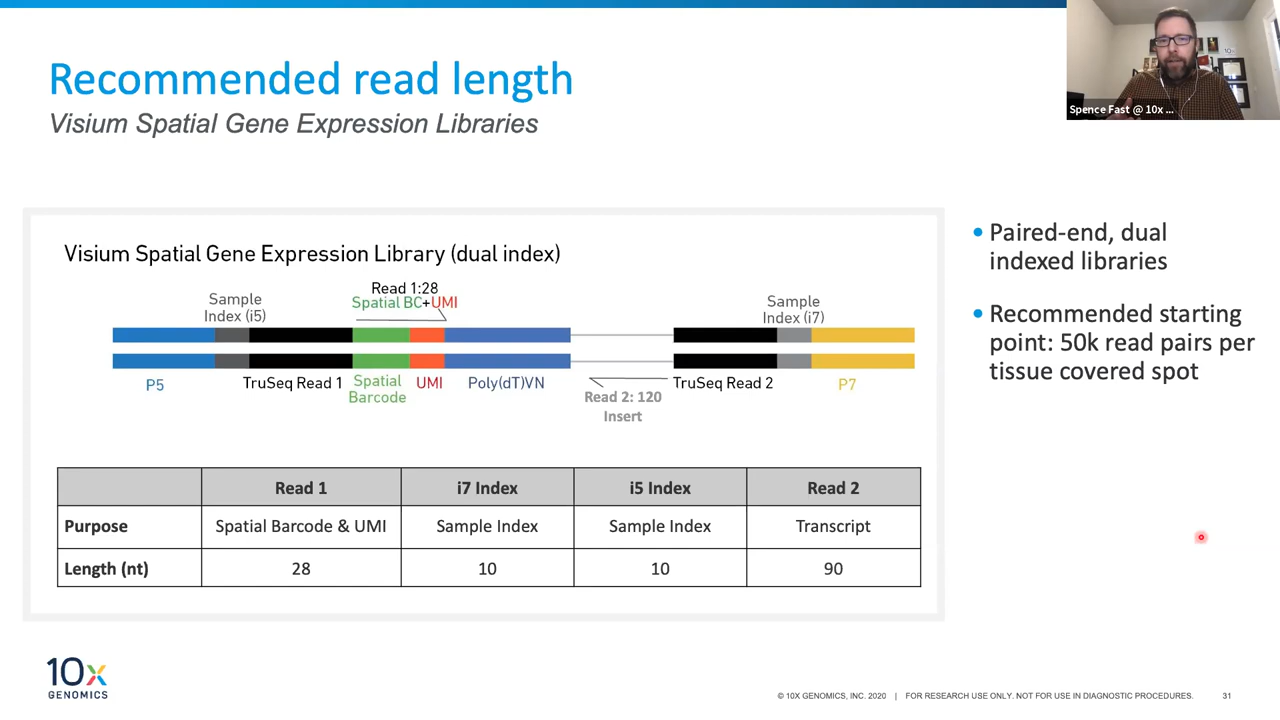 Recommended read length
Visium Spatial Gene Expression Libraries
Spence Fast @ 10x ...
Visium Spatial Gene Expression Library (dual index)
Read 1:28
Spatial BC+UMI
Sample
Index (i5)
Sample
Index (i7)
P5
TruSeq Read 1
Spatial
Barcode
UMI
Poly(dT)VN
Read 2: 120
Insert
TruSeq Read 2
P7
Read 1 i7 Index i5 Index Read 2
Purpose Spatial Barcode & UMI Sample Index Sample Index Transcript
Length (nt) 28 10 10 90
• Paired-end, dual
indexed libraries
• Recommended starting
point: 50k read pairs per
tissue covered spot
10x
GENOMICS
© 10X GENOMICS, INC. 2020 | FOR RESEARCH USE ONLY. NOT FOR USE IN DIAGNOSTIC PROCEDURES. 31